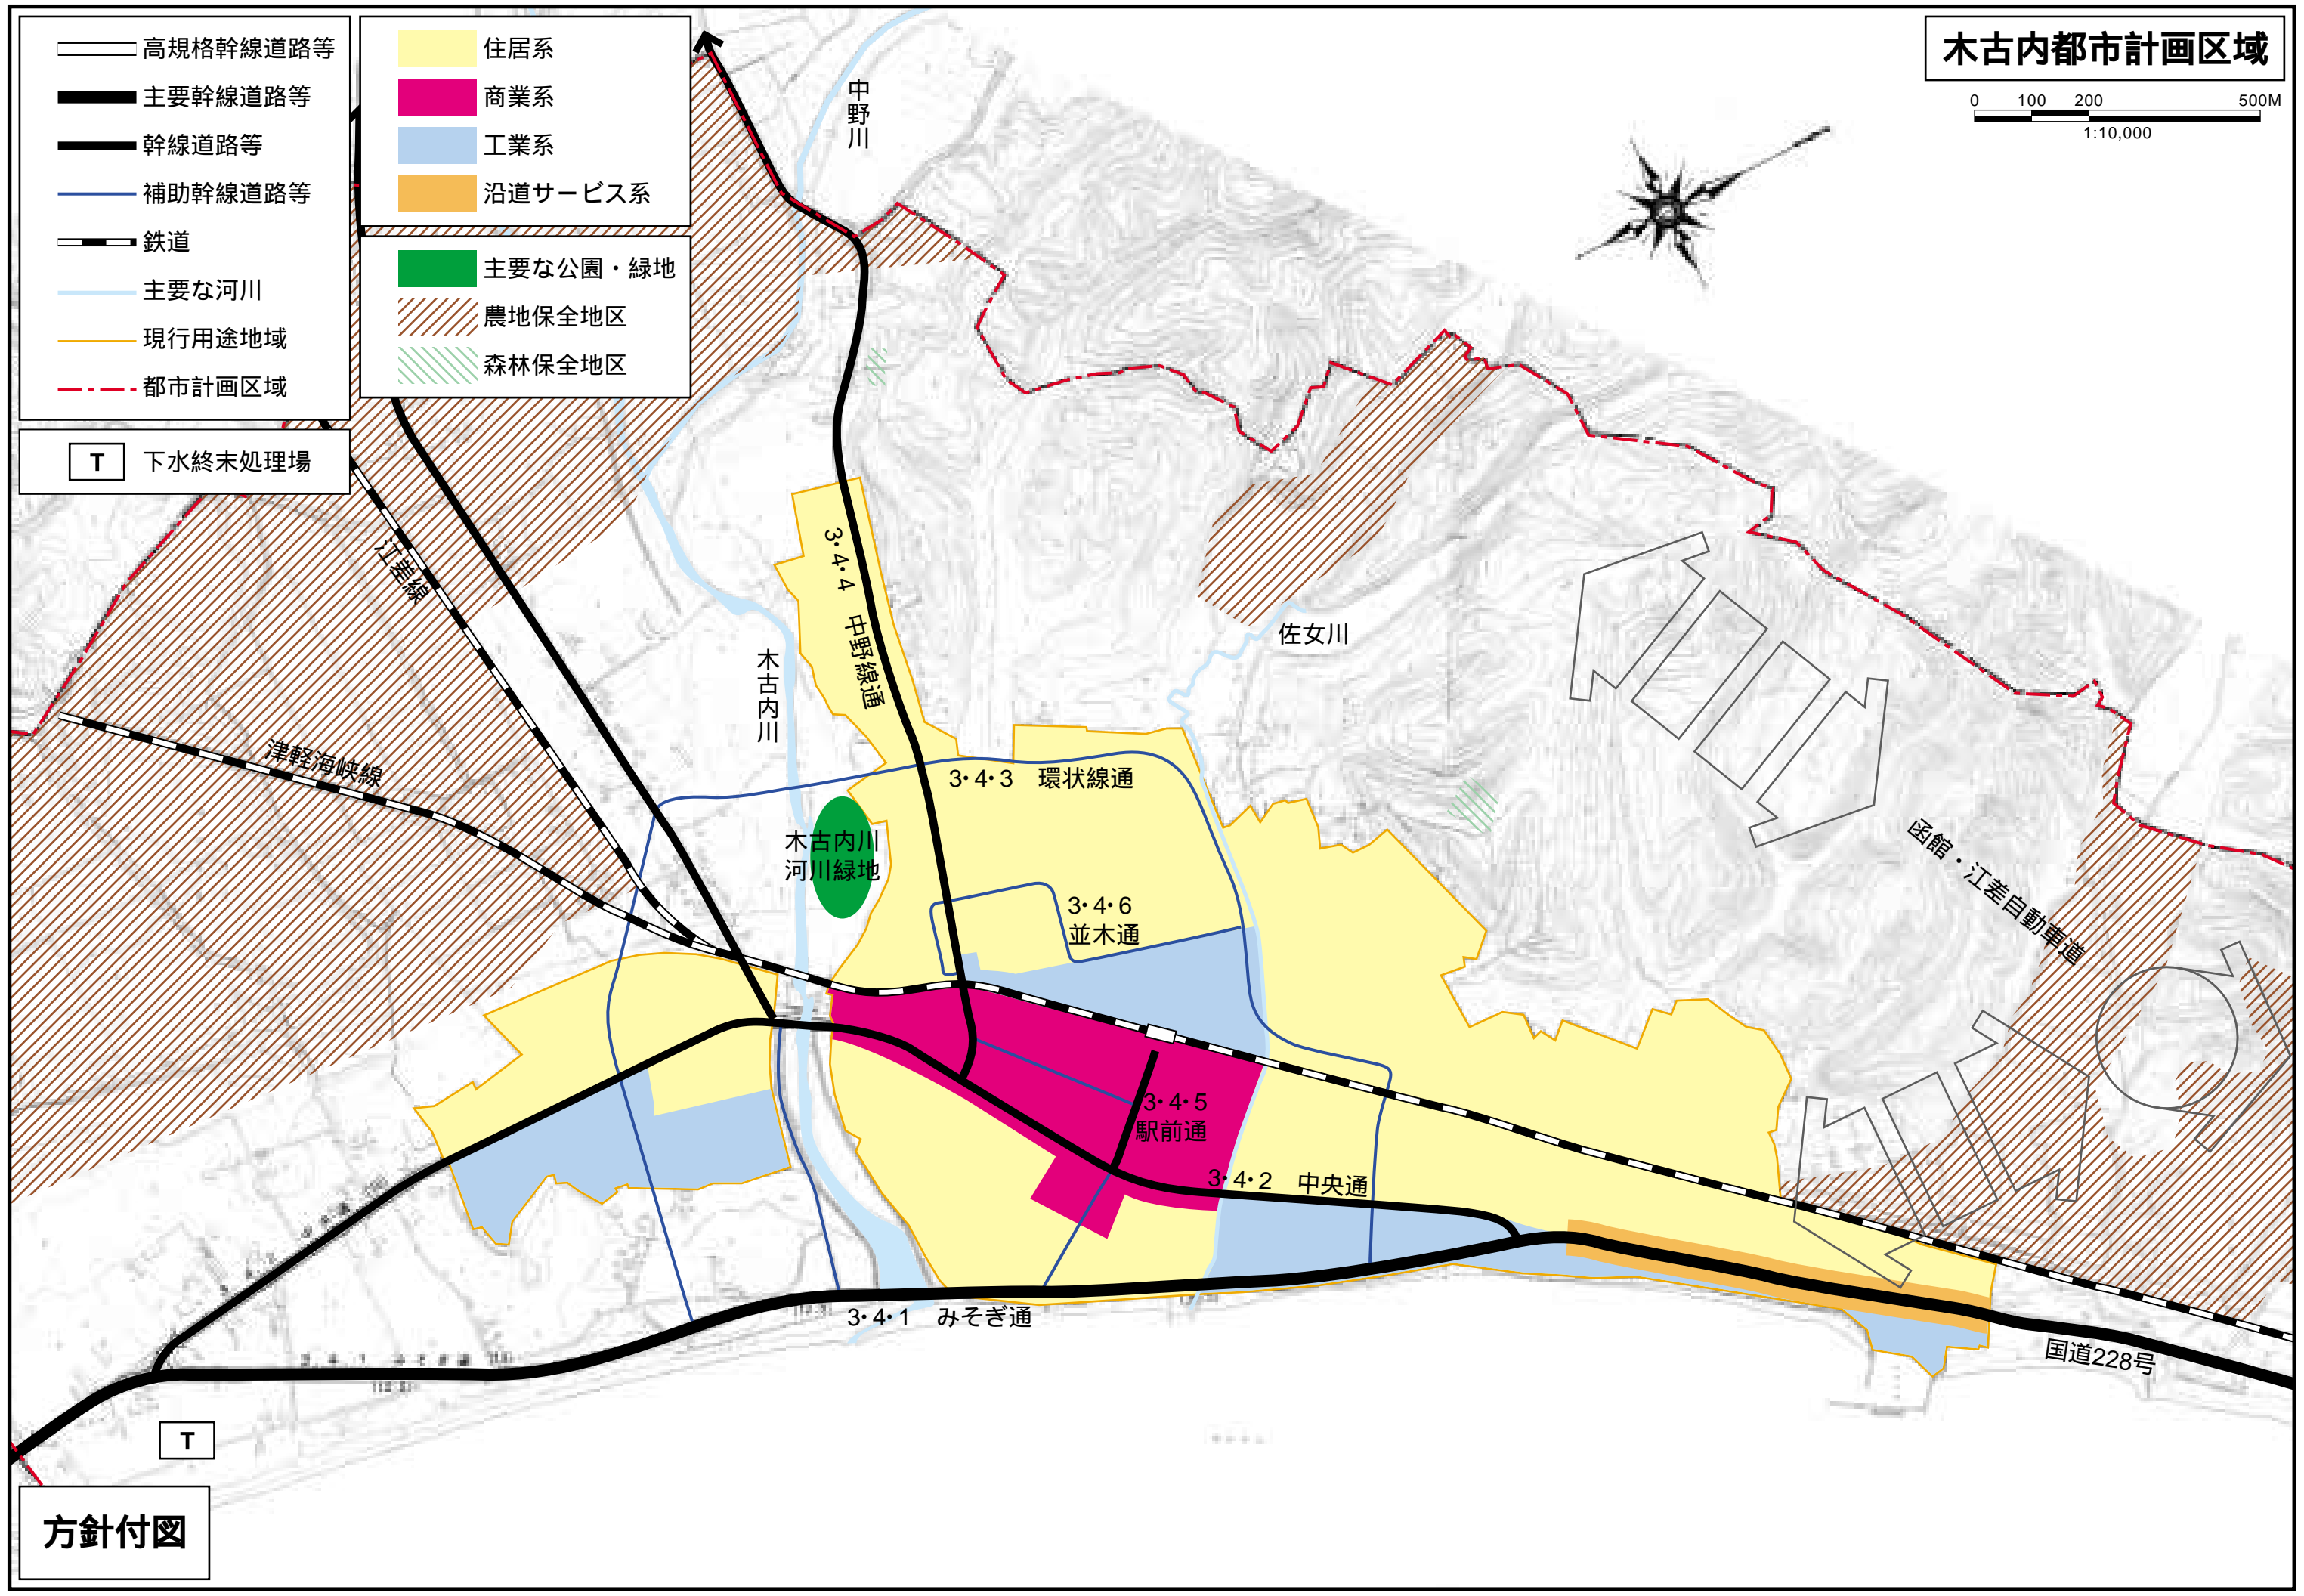 高規格幹線道路等
主要幹線道路等
幹線道路等
補助幹線道路等
鉄道
主要な河川
現行用途地域
都市計画区域
T 下水終末処理場
住居系
商業系
工業系
沿道サービス系
主要な公園・緑地
農地保全地区
森林保全地区
木古内都市計画区域
0 100 200 500M
1:10,000
中野川
江差線
3・4・4 中野線通
佐女川
木古内川
津軽海峡線
3・4・3 環状線通
木古内川
河川緑地
函館・江差自動車道
3・4・6
並木通
3・4・5
駅前通
3・4・2 中央通
3・4・1 みそぎ通
国道228号
T
方針付図